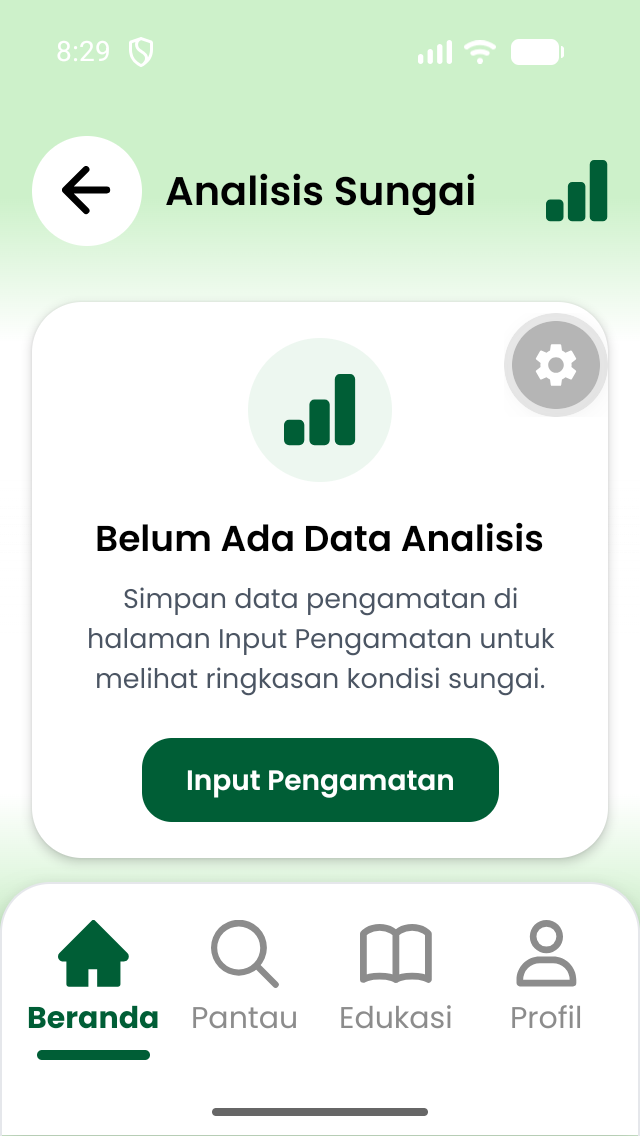 8:29
Analisis Sungai
Belum Ada Data Analisis
Simpan data pengamatan di
halaman Input Pengamatan untuk
melihat ringkasan kondisi sungai.
Input Pengamatan
Beranda
Pantau
Edukasi
Profil